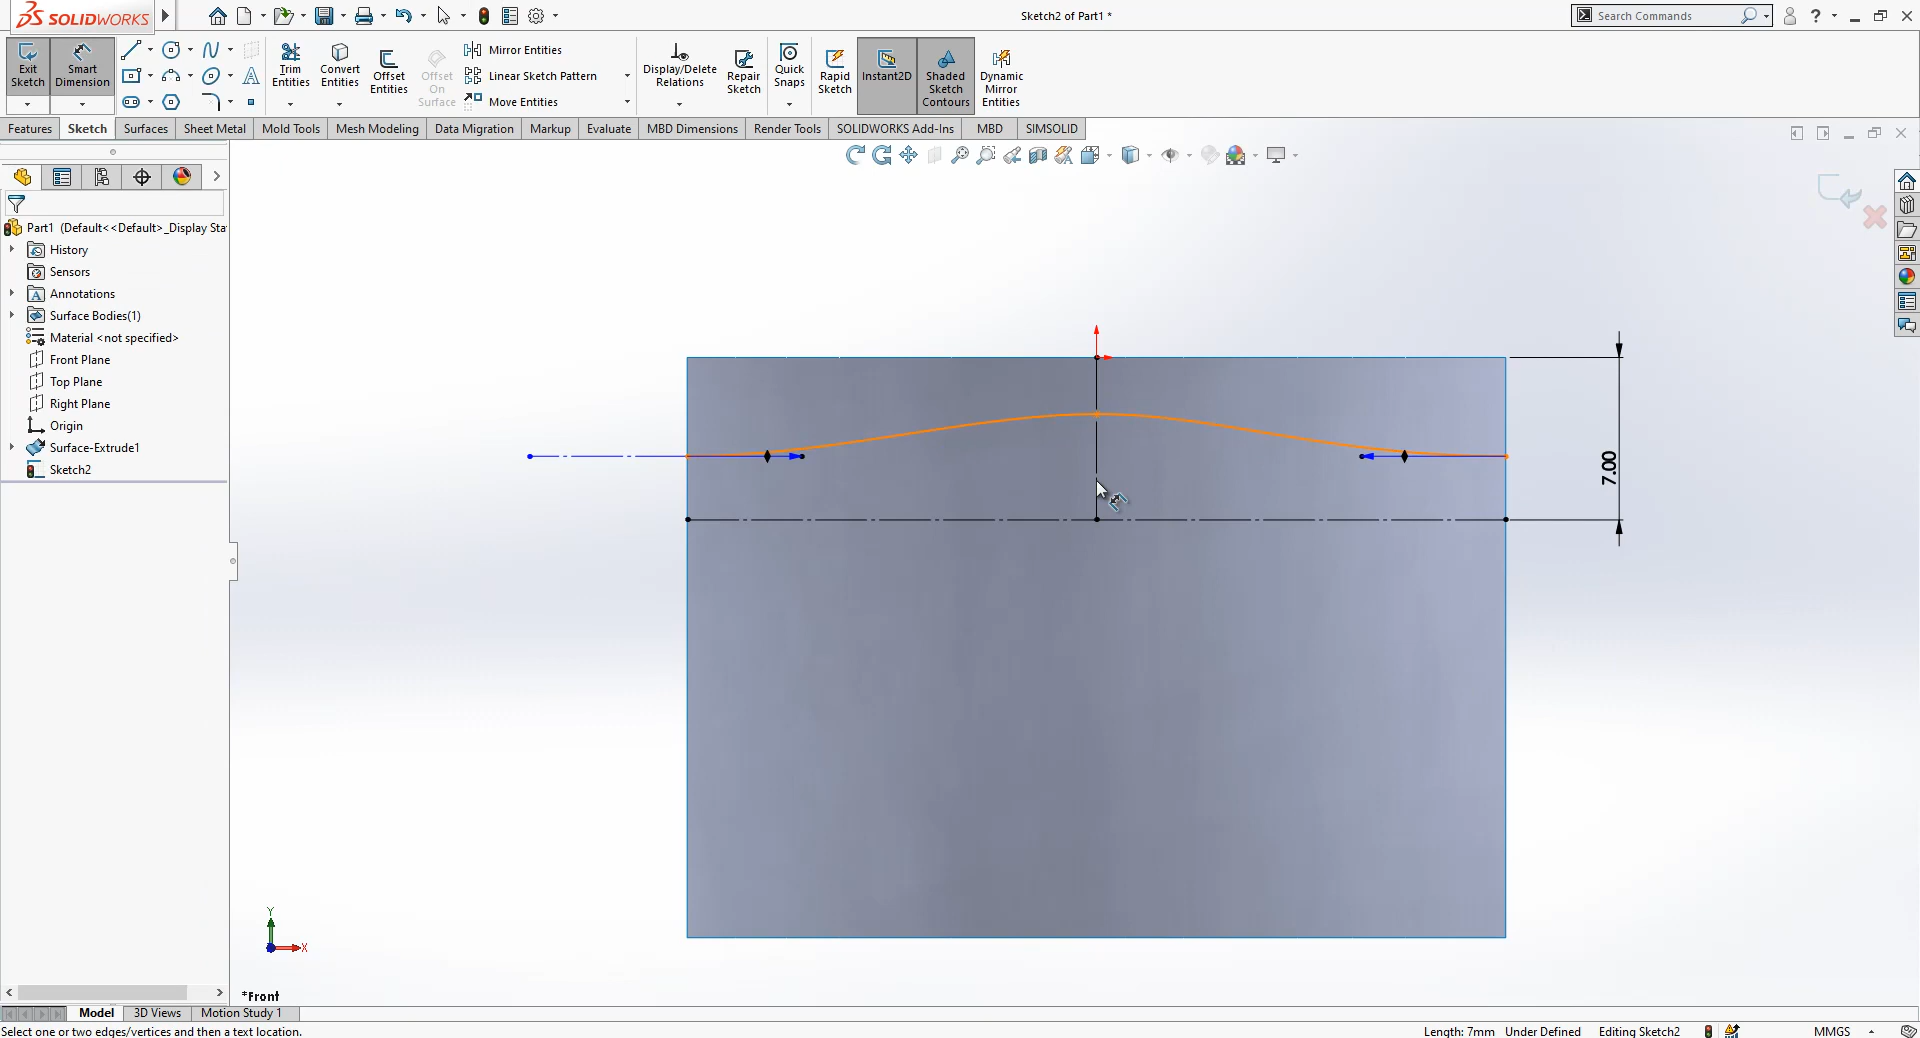 SOLIDWORKS
Sketch2 of Part1 *
Search Commands
?
Exit Sketch
Smart Dimension
Trim Entities
Convert Entities
Offset Entities
Offset On Surface
Mirror Entities
Linear Sketch Pattern
Move Entities
Display/Delete Relations
Repair Sketch
Quick Snaps
Rapid Sketch
Instant2D
Shaded Sketch Contours
Dynamic Mirror Entities
Features
Sketch
Surfaces
Sheet Metal
Mold Tools
Mesh Modeling
Data Migration
Markup
Evaluate
MBD Dimensions
Render Tools
SOLIDWORKS Add-Ins
MBD
SIMSOLID
Part1 (Default<<Default>_Display Sta
History
Sensors
Annotations
Surface Bodies(1)
Material <not specified>
Front Plane
Top Plane
Right Plane
Origin
Surface-Extrude1
Sketch2
7.00
Y
X
*Front
Model
3D Views
Motion Study 1
Select one or two edges/vertices and then a text location.
Length: 7mm
Under Defined
Editing Sketch2
MMGS